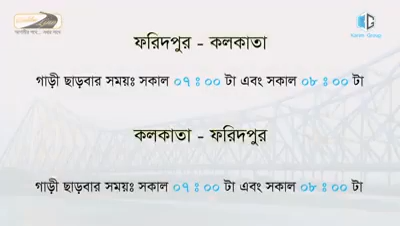 ফরিদপুর - কলকাতা
গাড়ী ছাড়বার সময়ঃ সকাল ০৭ ঃ ০০ টা এবং সকাল ০৮ ঃ ০০ টা
কলকাতা - ফরিদপুর
গাড়ী ছাড়বার সময়ঃ সকাল ০৭ ঃ ০০ টা এবং সকাল ০৮ ঃ ০০ টা